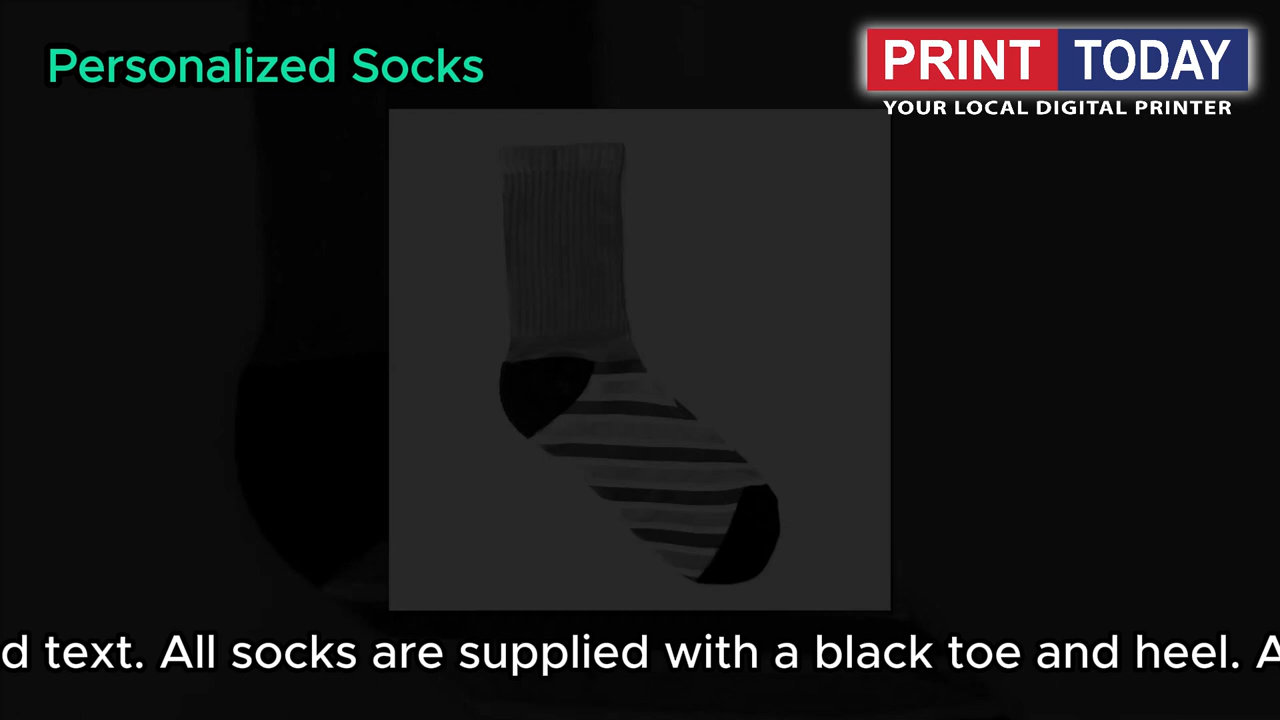 Personalized Socks
PRINT TODAY
YOUR LOCAL DIGITAL PRINTER
d text. All socks are supplied with a black toe and heel. A